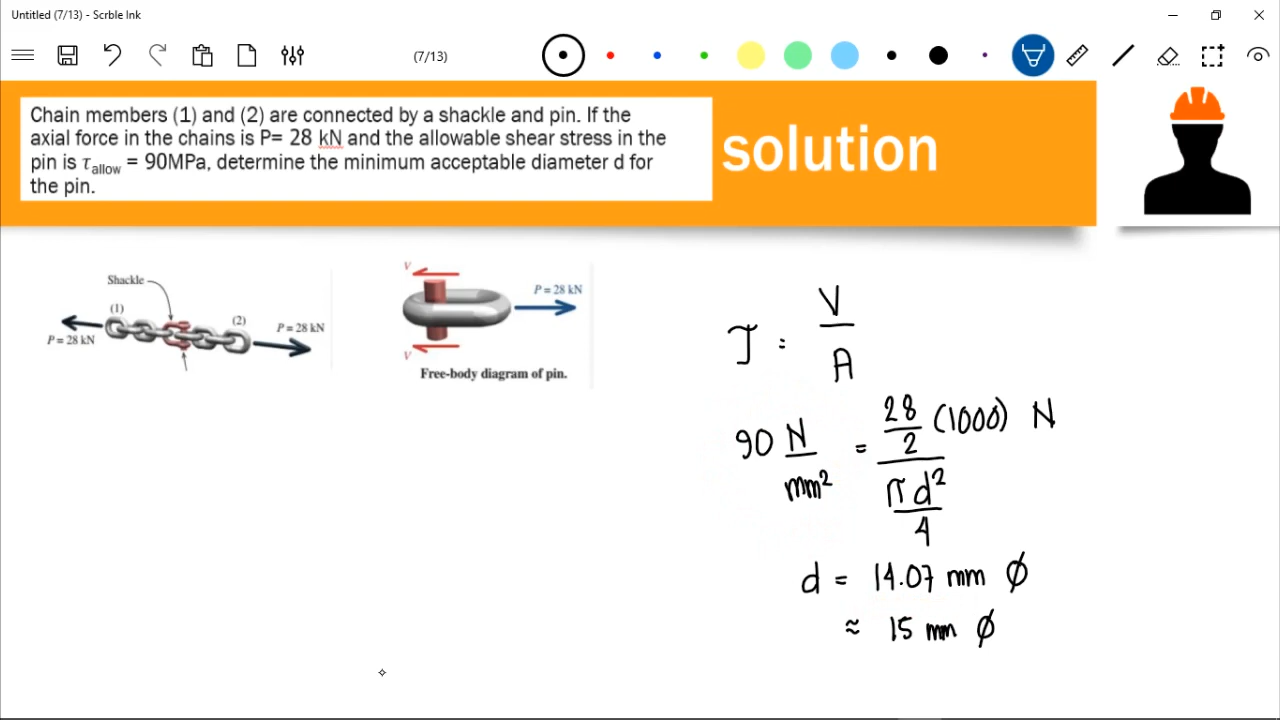 Untitled (7/13) - Scrble Ink
(7/13)
Chain members (1) and (2) are connected by a shackle and pin. If the
axial force in the chains is P= 28 kN and the allowable shear stress in the
pin is τallow = 90MPa, determine the minimum acceptable diameter d for
the pin.
solution
Shackle
(1)
(2)
P = 28 kN
P = 28 kN
V
P = 28 kN
V
Free-body diagram of pin.
τ = V / A
90 N / mm² = 28/2 (1000) N / πd²/4
d = 14.07 mm ϕ
≈ 15 mm ϕ